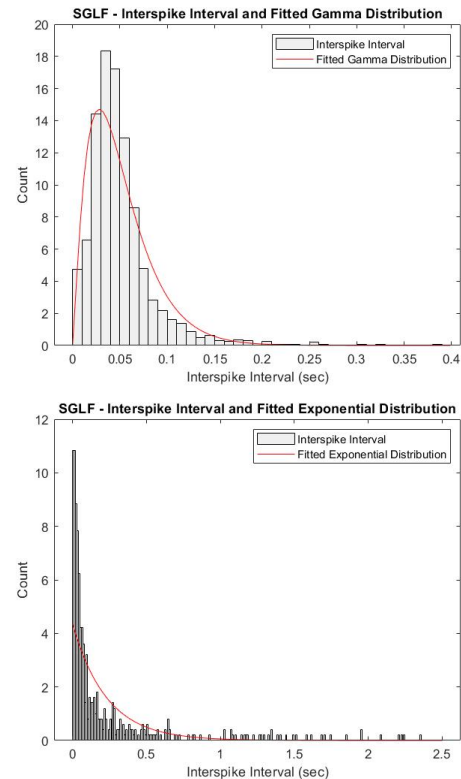 SGLF - Interspike Interval and Fitted Gamma Distribution
20
18
16
14
12
10
8
6
4
2
0
Count
Interspike Interval
Fitted Gamma Distribution
0 0.05 0.1 0.15 0.2 0.25 0.3 0.35 0.4
Interspike Interval (sec)
SGLF - Interspike Interval and Fitted Exponential Distribution
12
10
8
6
4
2
0
Count
Interspike Interval
Fitted Exponential Distribution
0 0.5 1 1.5 2 2.5
Interspike Interval (sec)